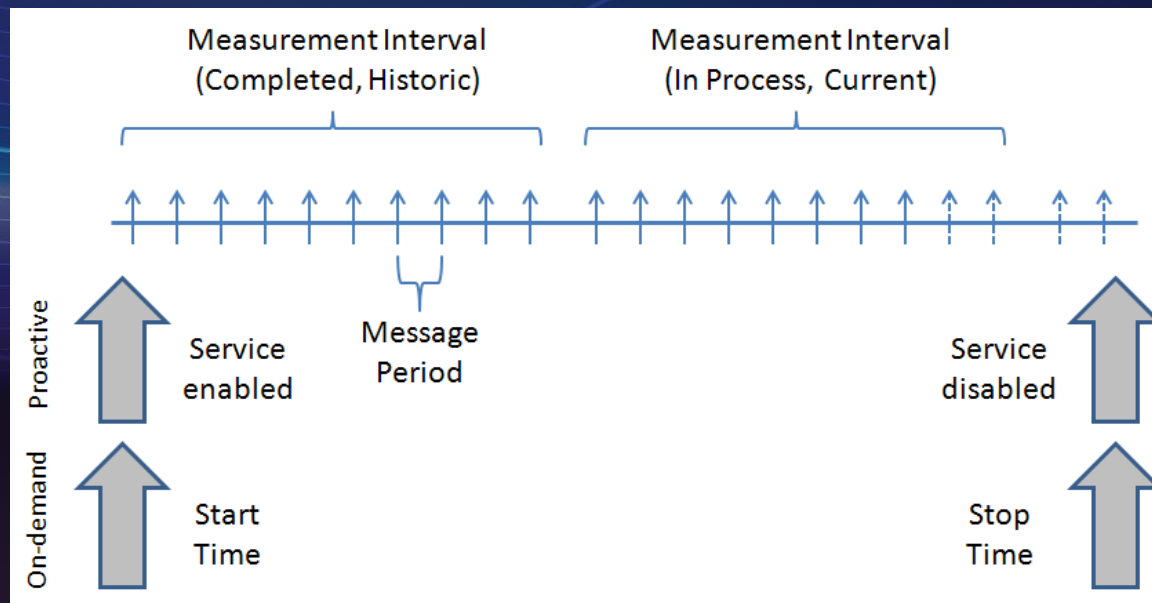 Measurement Interval
(Completed, Historic)
Measurement Interval
(In Process, Current)
Message
Period
Proactive
Service
enabled
Service
disabled
On-demand
Start
Time
Stop
Time